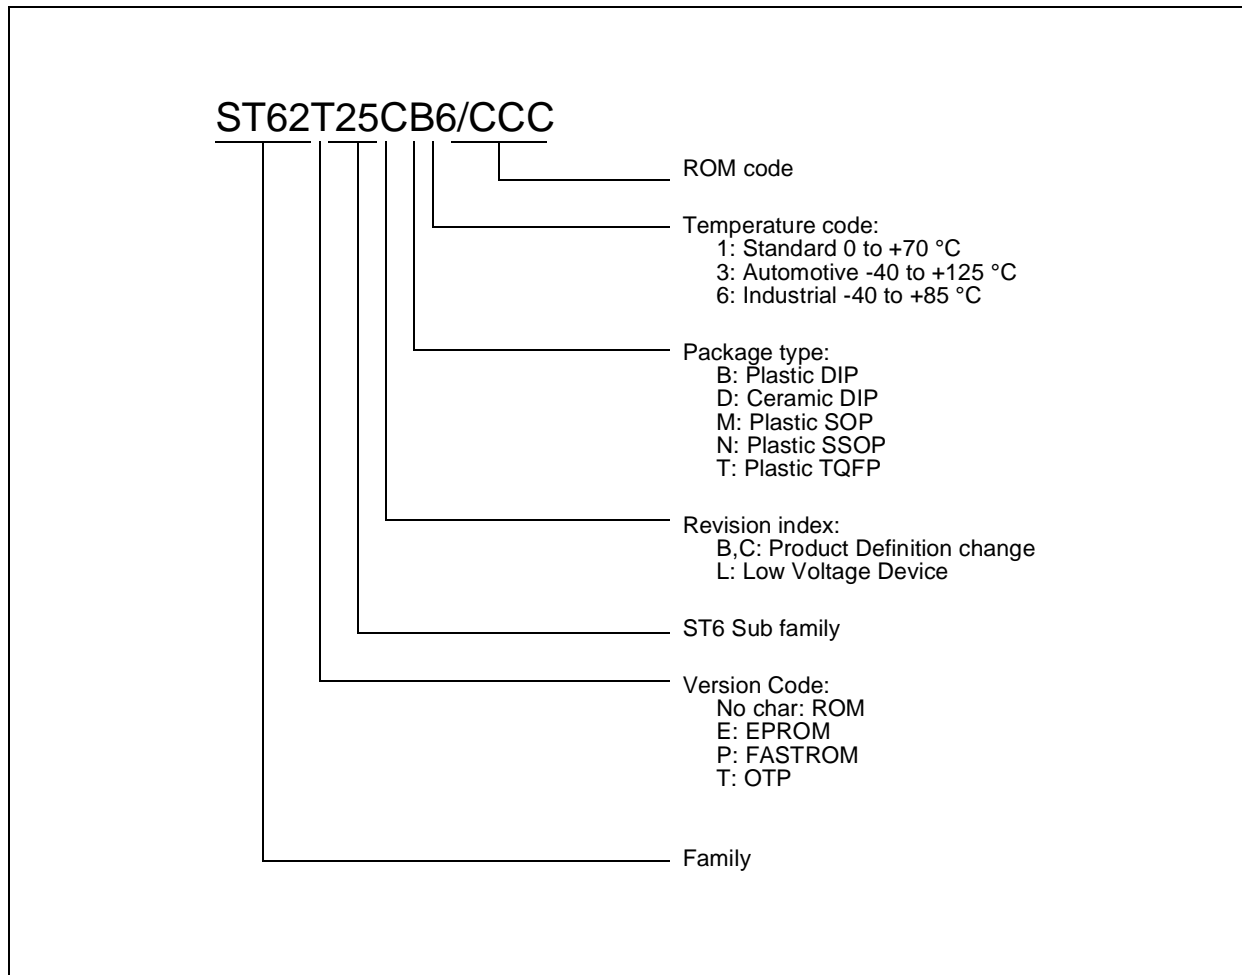 ST62T25CB6/CCC
ROM code
Temperature code:
1: Standard 0 to +70 °C
3: Automotive -40 to +125 °C
6: Industrial -40 to +85 °C
Package type:
B: Plastic DIP
D: Ceramic DIP
M: Plastic SOP
N: Plastic SSOP
T: Plastic TQFP
Revision index:
B,C: Product Definition change
L: Low Voltage Device
ST6 Sub family
Version Code:
No char: ROM
E: EPROM
P: FASTROM
T: OTP
Family